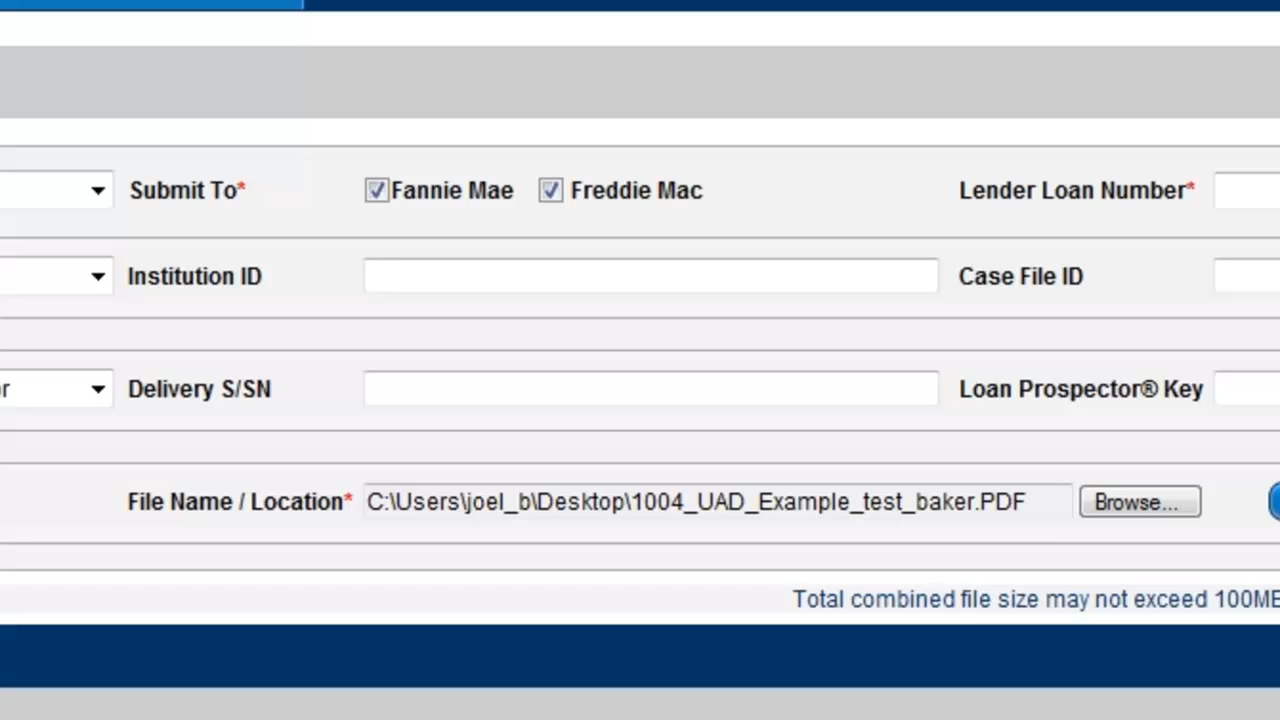 Submit To* Fannie Mae Freddie Mac Lender Loan Number*
Institution ID Case File ID
Delivery S/SN Loan Prospector® Key
File Name / Location* C:\Users\joel_b\Desktop\1004_UAD_Example_test_baker.PDF Browse...
Total combined file size may not exceed 100MB